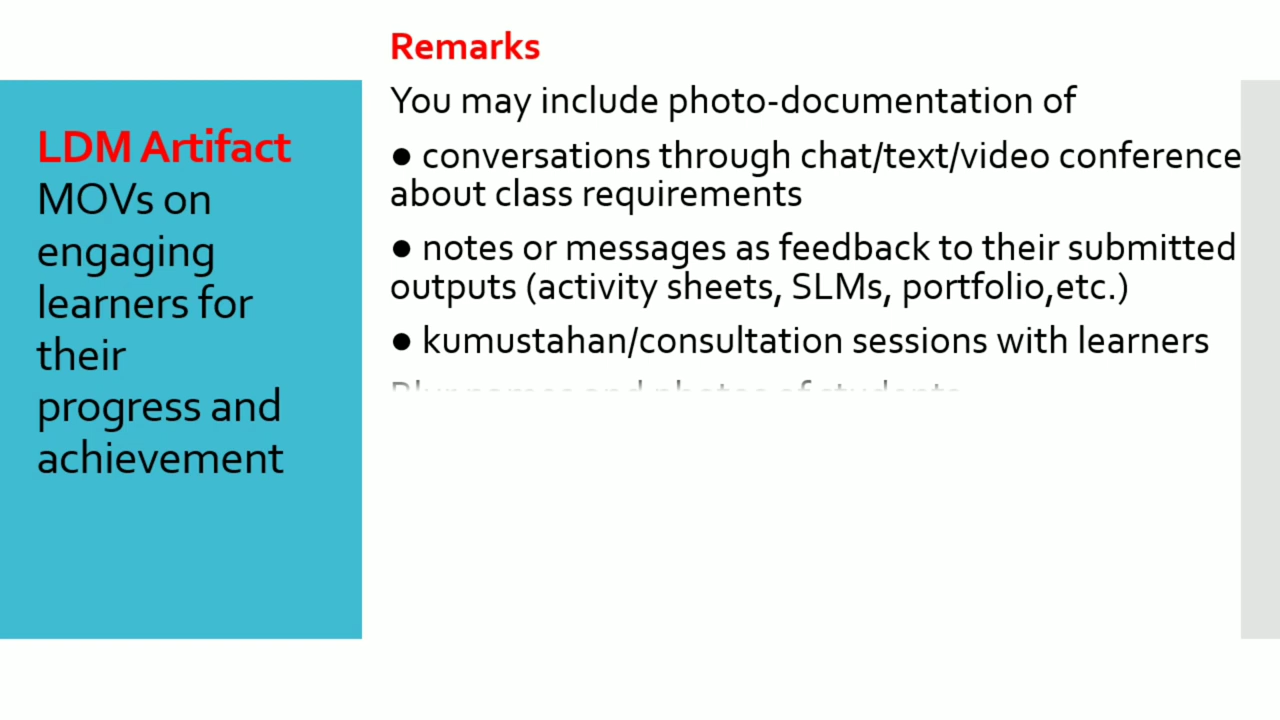 LDM Artifact
MOVs on
engaging
learners for
their
progress and
achievement
Remarks
You may include photo-documentation of
● conversations through chat/text/video conference
about class requirements
● notes or messages as feedback to their submitted
outputs (activity sheets, SLMs, portfolio,etc.)
● kumustahan/consultation sessions with learners
Blur names and photos of students